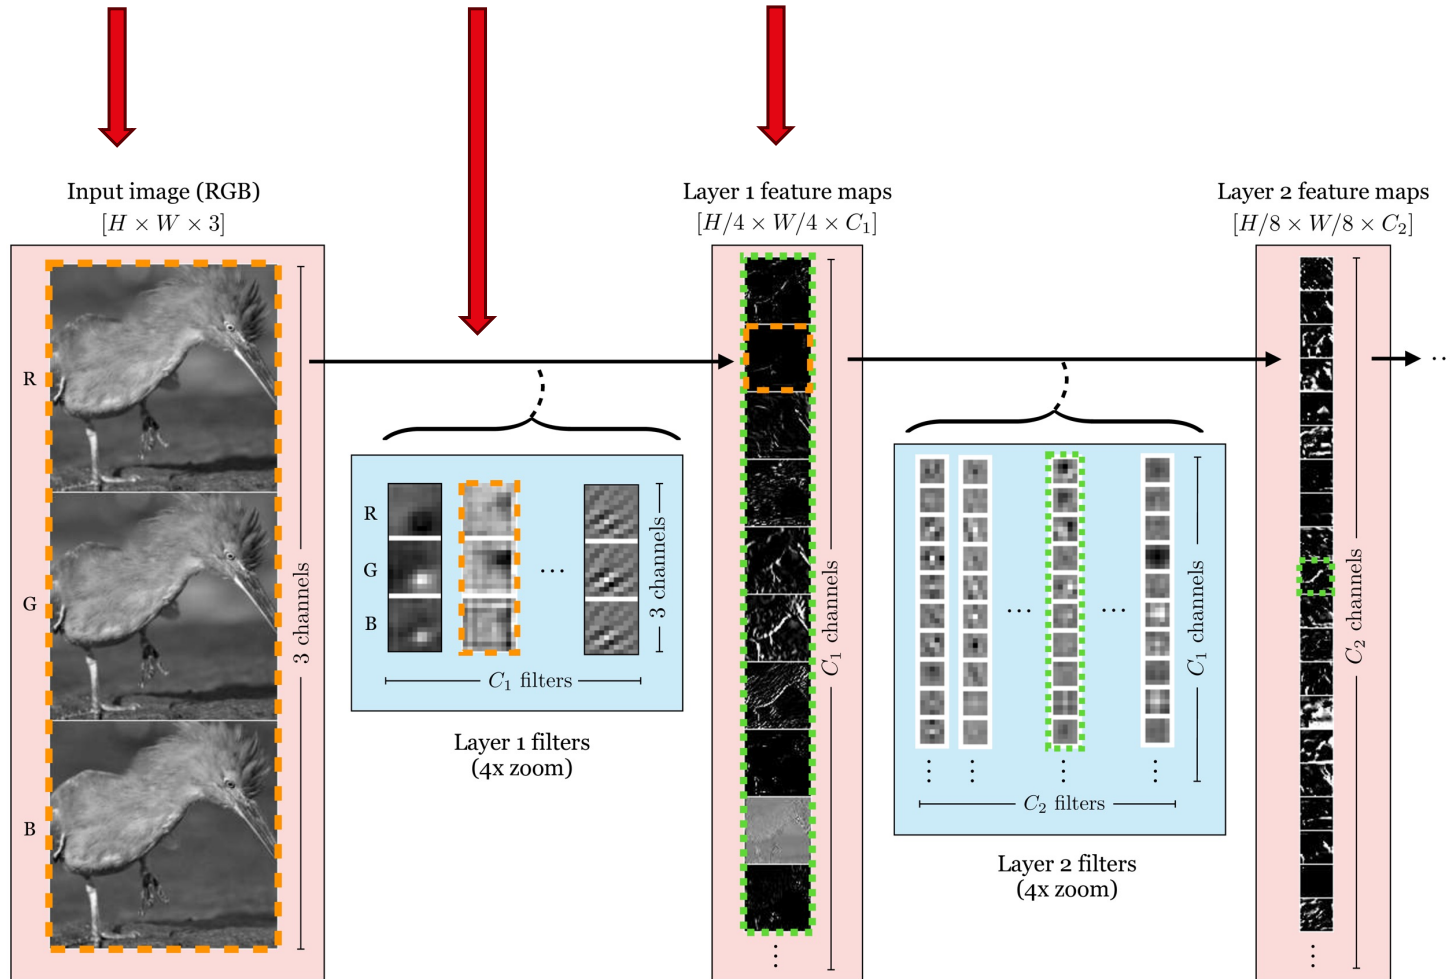 Input image (RGB)
[H × W × 3]
R
G
B
3 channels
R
G
B
...
3 channels
C₁ filters
Layer 1 filters
(4x zoom)
Layer 1 feature maps
[H/4 × W/4 × C₁]
C₁ channels
⋮
... ...
⋮ ⋮ ⋮ ⋮
C₁ channels
C₂ filters
Layer 2 filters
(4x zoom)
Layer 2 feature maps
[H/8 × W/8 × C₂]
C₂ channels
⋮
..